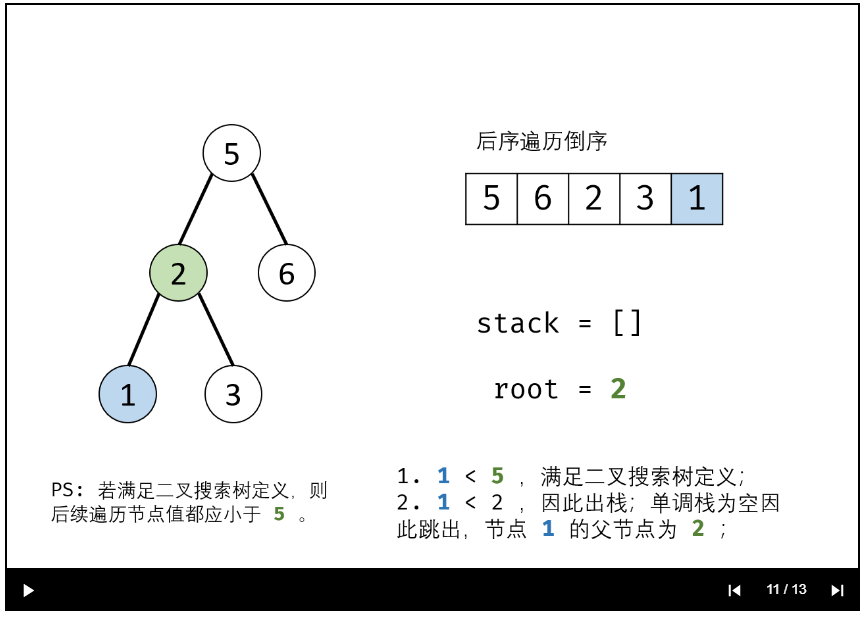 后序遍历倒序
5 6 2 3 1
5
2 6
1 3
stack = []
root = 2
1. 1 < 5 ，满足二叉搜索树定义；
2. 1 < 2 ，因此出栈；单调栈为空因
此跳出，节点 1 的父节点为 2 ；
PS: 若满足二叉搜索树定义，则
后续遍历节点值都应小于 5 。
11 / 13